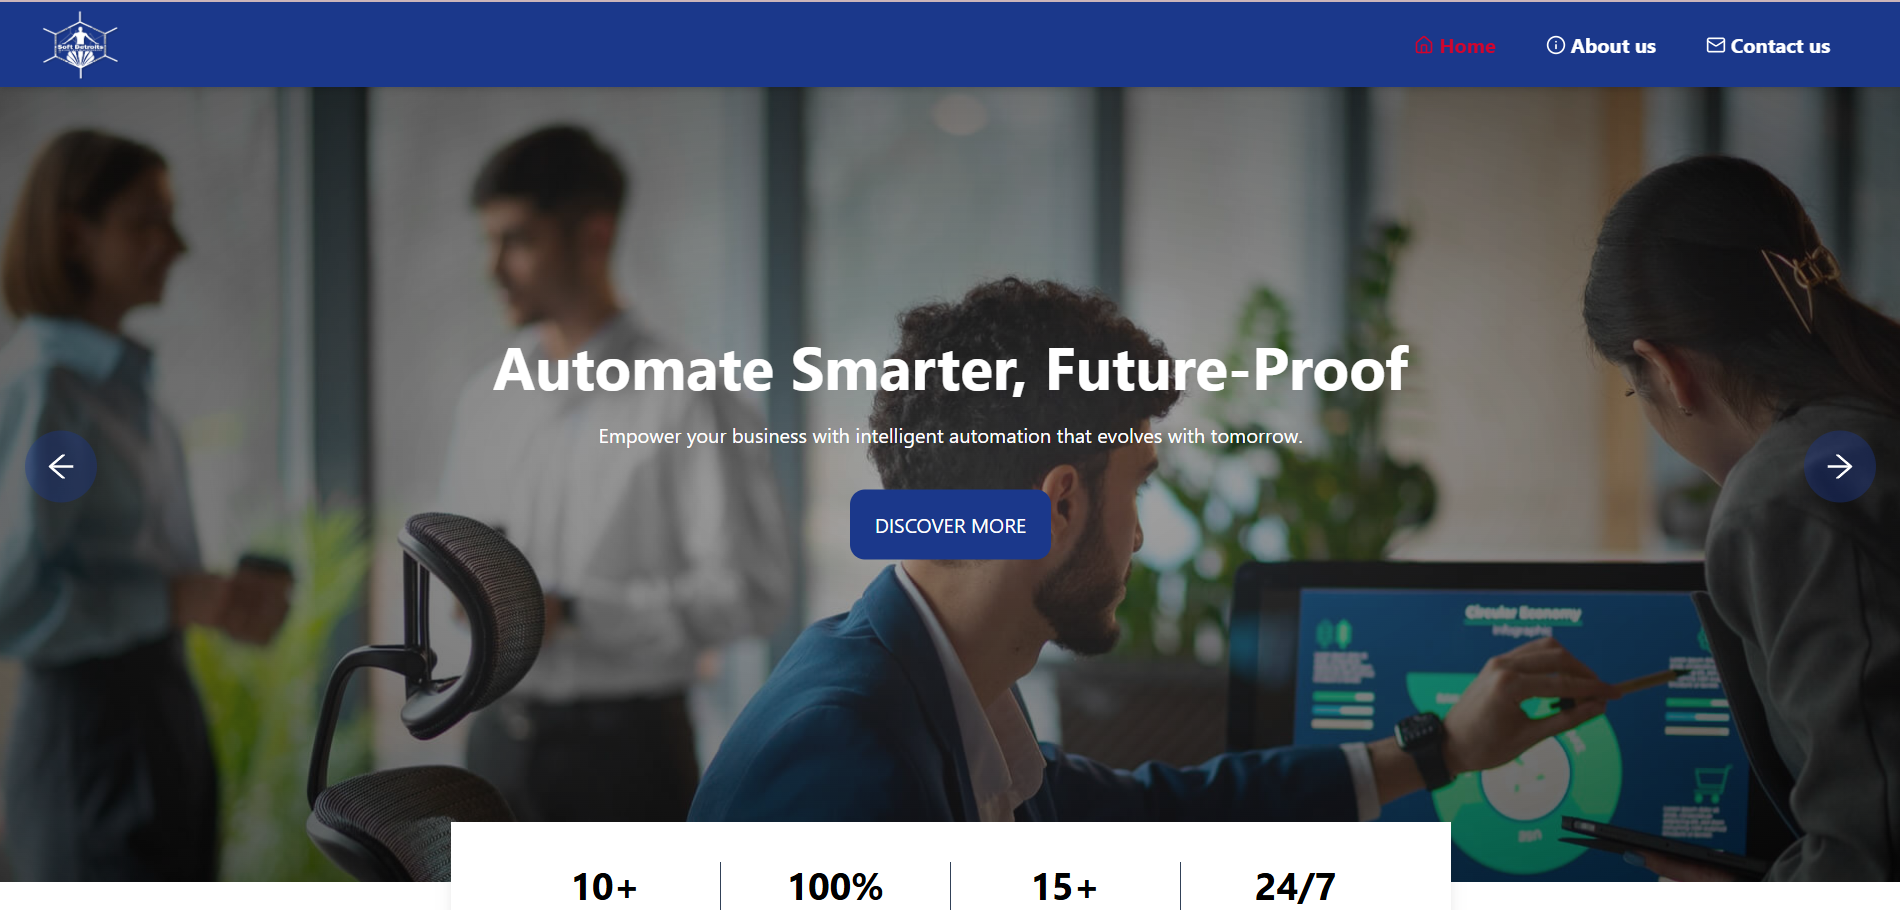 Soft Detroits
Home
About us
Contact us
Automate Smarter, Future-Proof
Empower your business with intelligent automation that evolves with tomorrow.
DISCOVER MORE
Circular Economy
Infographic
10+
100%
15+
24/7